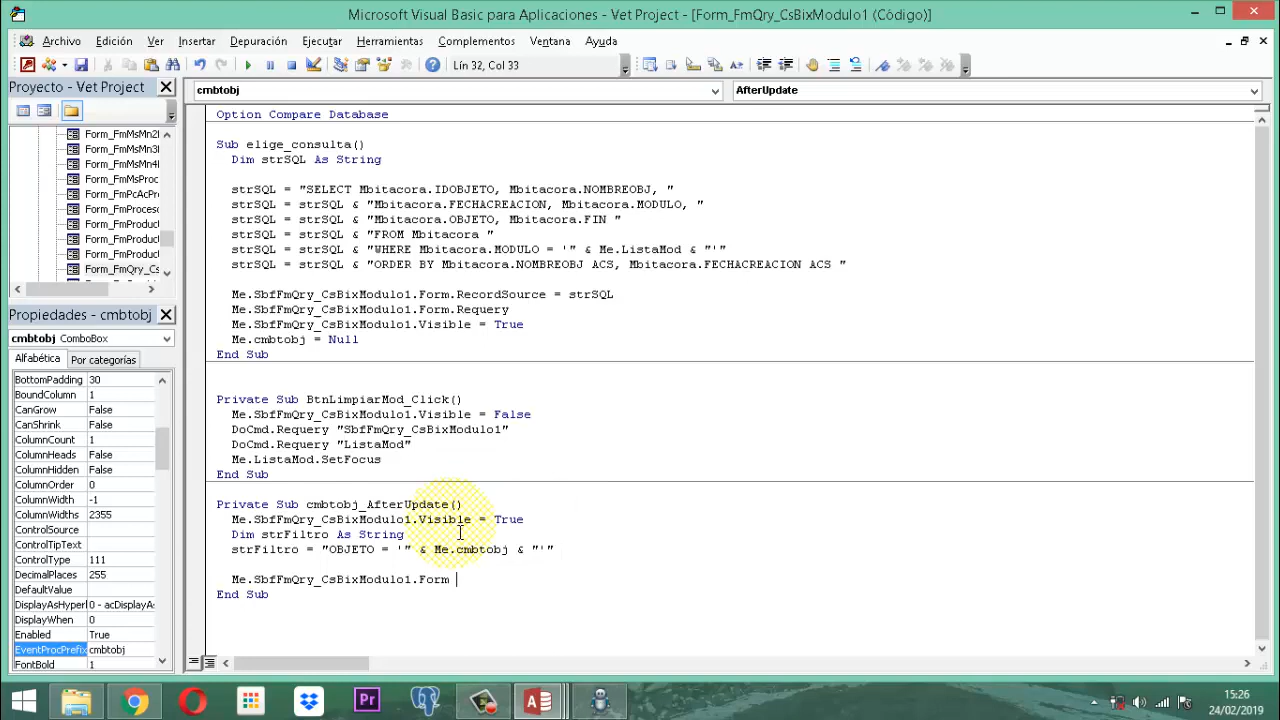 Microsoft Visual Basic para Aplicaciones - Vet Project - [Form_FmQry_CsBixModulo1 (Código)]
Archivo Edición Ver Insertar Formato Depuración Ejecutar Herramientas Complementos Ventana Ayuda
Lín 32, Col 33
Proyecto - Vet Project
cmbtobj
AfterUpdate
Form_FmMsMn2
Form_FmMsMn3
Form_FmMsMn4
Form_FmMsProc
Form_FmPcAcPr
Form_FmProceso
Form_FmProduct
Form_FmProduct
Form_FmProduct
Form_FmQry_Cs
Propiedades - cmbtobj
cmbtobj ComboBox
Alfabética Por categorías
BottomPadding 30
BoundColumn 1
CanGrow False
CanShrink False
ColumnCount 1
ColumnHeads False
ColumnHidden False
ColumnOrder 0
ColumnWidth -1
ColumnWidths 2355
ControlSource
ControlTipText
ControlType 111
DecimalPlaces 255
DefaultValue
DisplayAsHyperl 0 - acDisplayAs
DisplayWhen 0
Enabled True
EventProcPrefix cmbtobj
FontBold 1
Option Compare Database
Sub elige_consulta()
Dim strSQL As String
strSQL = "SELECT Mbitacora.IDOBJETO, Mbitacora.NOMBREOBJ, "
strSQL = strSQL & "Mbitacora.FECHACREACION, Mbitacora.MODULO, "
strSQL = strSQL & "Mbitacora.OBJETO, Mbitacora.FIN "
strSQL = strSQL & "FROM Mbitacora "
strSQL = strSQL & "WHERE Mbitacora.MODULO = '" & Me.ListaMod & "'"
strSQL = strSQL & "ORDER BY Mbitacora.NOMBREOBJ ACS, Mbitacora.FECHACREACION ACS "
Me.SbfFmQry_CsBixModulo1.Form.RecordSource = strSQL
Me.SbfFmQry_CsBixModulo1.Form.Requery
Me.SbfFmQry_CsBixModulo1.Visible = True
Me.cmbtobj = Null
End Sub
Private Sub BtnLimpiarMod_Click()
Me.SbfFmQry_CsBixModulo1.Visible = False
DoCmd.Requery "SbfFmQry_CsBixModulo1"
DoCmd.Requery "ListaMod"
Me.ListaMod.SetFocus
End Sub
Private Sub cmbtobj_AfterUpdate()
Me.SbfFmQry_CsBixModulo1.Visible = True
Dim strFiltro As String
strFiltro = "OBJETO = '" & Me.cmbtobj & "'"
Me.SbfFmQry_CsBixModulo1.Form
End Sub
Pr
15:26
24/02/2019